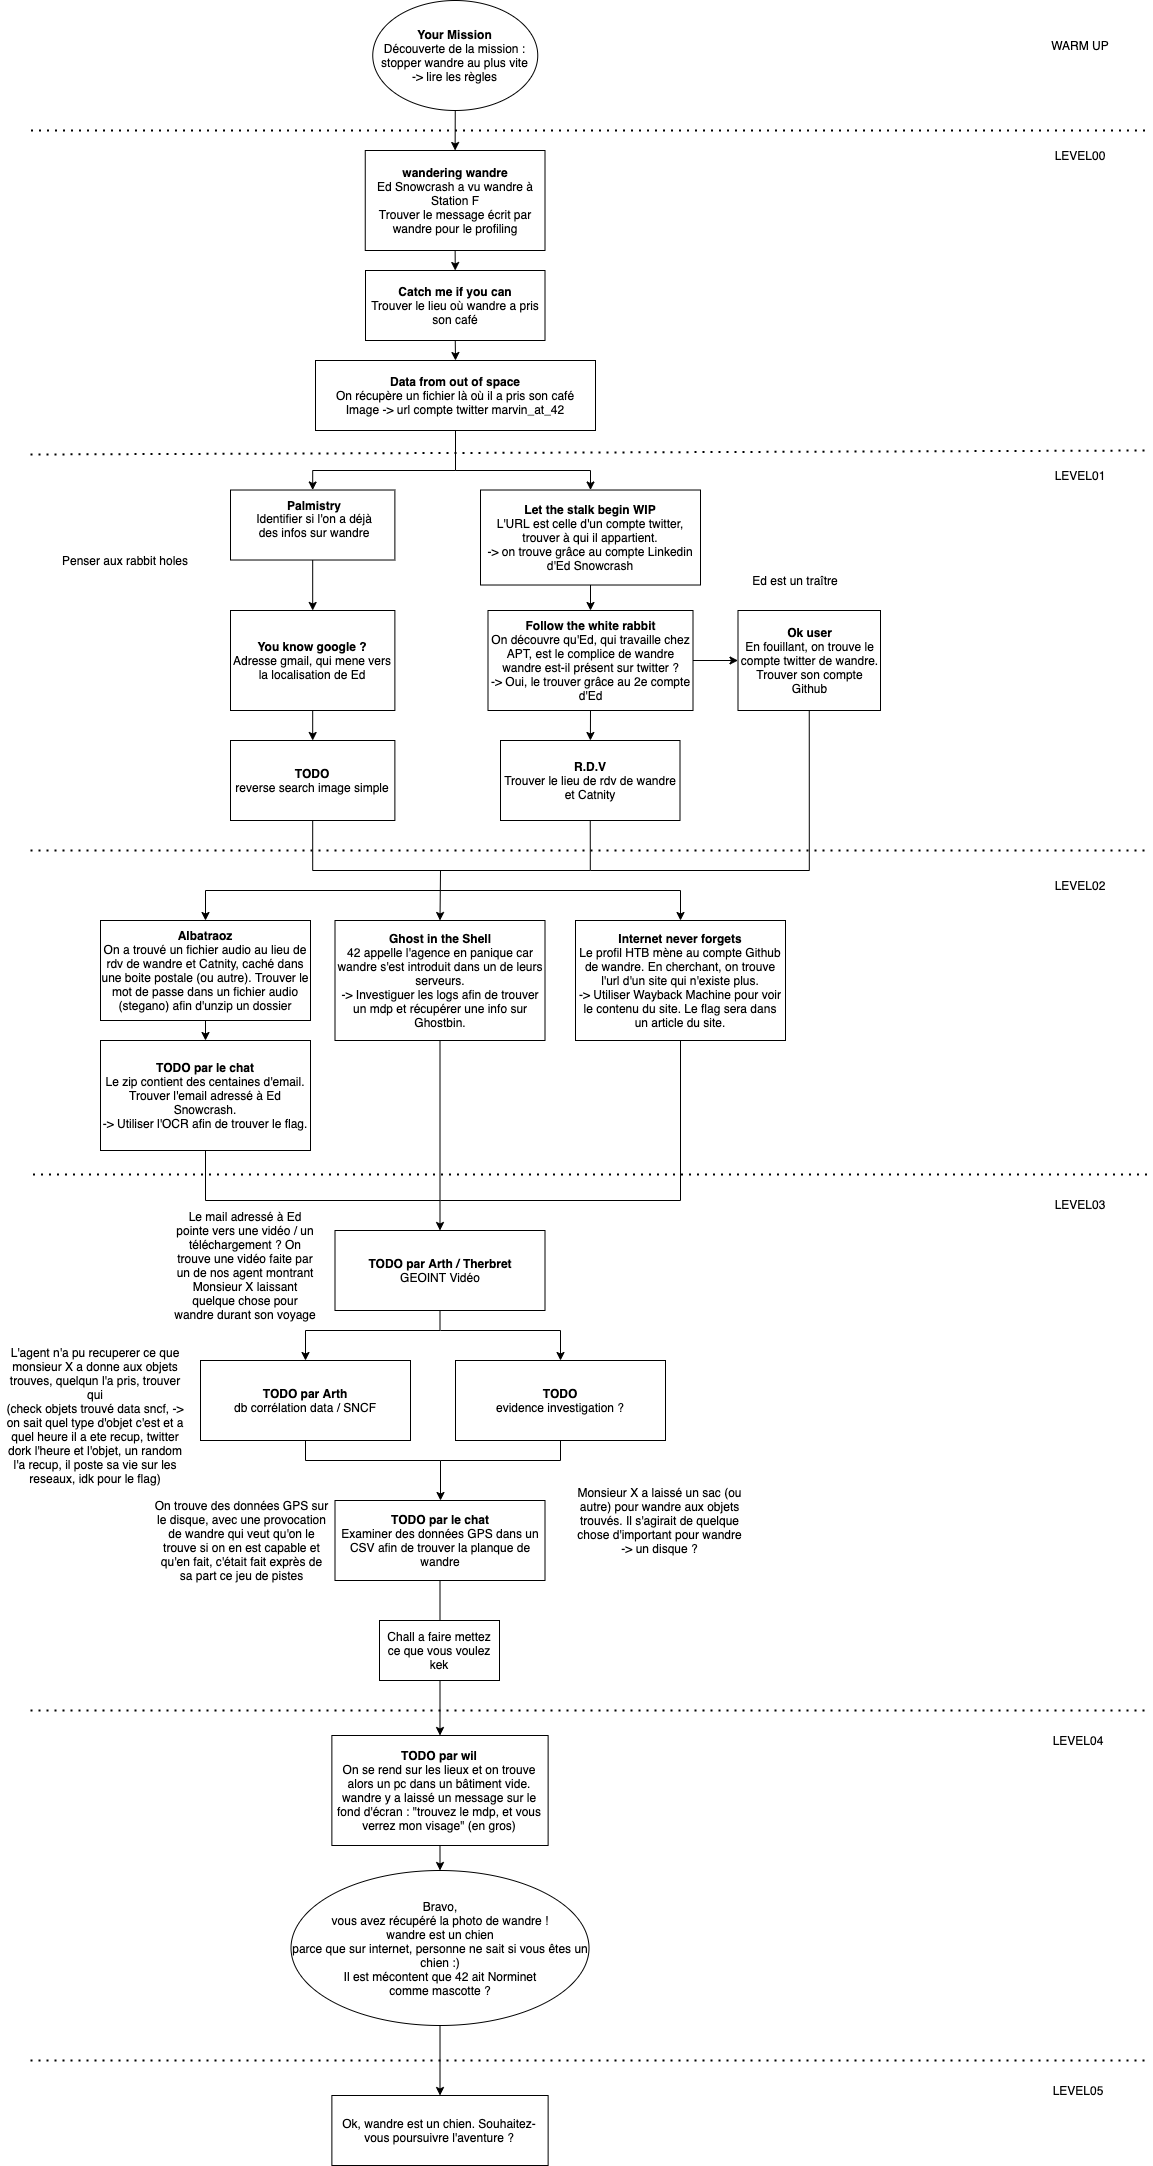 Your Mission
Découverte de la mission :
stopper wandre au plus vite
-> lire les règles
WARM UP
LEVEL00
wandering wandre
Ed Snowcrash a vu wandre à
Station F
Trouver le message écrit par
wandre pour le profiling
Catch me if you can
Trouver le lieu où wandre a pris
son café
Data from out of space
On récupère un fichier là où il a pris son café
Image -> url compte twitter marvin_at_42
LEVEL01
Palmistry
Identifier si l'on a déjà
des infos sur wandre
Let the stalk begin WIP
L'URL est celle d'un compte twitter,
trouver à qui il appartient.
-> on trouve grâce au compte Linkedin
d'Ed Snowcrash
Penser aux rabbit holes
Ed est un traître
You know google ?
Adresse gmail, qui mene vers
la localisation de Ed
Follow the white rabbit
On découvre qu'Ed, qui travaille chez
APT, est le complice de wandre
wandre est-il présent sur twitter ?
-> Oui, le trouver grâce au 2e compte
d'Ed
Ok user
En fouillant, on trouve le
compte twitter de wandre.
Trouver son compte
Github
TODO
reverse search image simple
R.D.V
Trouver le lieu de rdv de wandre
et Catnity
LEVEL02
Albatraoz
On a trouvé un fichier audio au lieu de
rdv de wandre et Catnity, caché dans
une boite postale (ou autre). Trouver le
mot de passe dans un fichier audio
(stegano) afin d'unzip un dossier
Ghost in the Shell
42 appelle l'agence en panique car
wandre s'est introduit dans un de leurs
serveurs.
-> Investiguer les logs afin de trouver
un mdp et récupérer une info sur
Ghostbin.
Internet never forgets
Le profil HTB mène au compte Github
de wandre. En cherchant, on trouve
l'url d'un site qui n'existe plus.
-> Utiliser Wayback Machine pour voir
le contenu du site. Le flag sera dans
un article du site.
TODO par le chat
Le zip contient des centaines d'email.
Trouver l'email adressé à Ed
Snowcrash.
-> Utiliser l'OCR afin de trouver le flag.
LEVEL03
Le mail adressé à Ed
pointe vers une vidéo / un
téléchargement ? On
trouve une vidéo faite par
un de nos agent montrant
Monsieur X laissant
quelque chose pour
wandre durant son voyage
TODO par Arth / Therbret
GEOINT Vidéo
L'agent n'a pu recuperer ce que
monsieur X a donne aux objets
trouves, quelqun l'a pris, trouver
qui
(check objets trouvé data sncf, ->
on sait quel type d'objet c'est et a
quel heure il a ete recup, twitter
dork l'heure et l'objet, un random
l'a recup, il poste sa vie sur les
reseaux, idk pour le flag)
TODO par Arth
db corrélation data / SNCF
TODO
evidence investigation ?
On trouve des données GPS sur
le disque, avec une provocation
de wandre qui veut qu'on le
trouve si on en est capable et
qu'en fait, c'était fait exprès de
sa part ce jeu de pistes
TODO par le chat
Examiner des données GPS dans un
CSV afin de trouver la planque de
wandre
Monsieur X a laissé un sac (ou
autre) pour wandre aux objets
trouvés. Il s'agirait de quelque
chose d'important pour wandre
-> un disque ?
Chall a faire mettez
ce que vous voulez
kek
LEVEL04
TODO par wil
On se rend sur les lieux et on trouve
alors un pc dans un bâtiment vide.
wandre y a laissé un message sur le
fond d'écran : "trouvez le mdp, et vous
verrez mon visage" (en gros)
Bravo,
vous avez récupéré la photo de wandre !
wandre est un chien
parce que sur internet, personne ne sait si vous êtes un
chien :)
Il est mécontent que 42 ait Norminet
comme mascotte ?
LEVEL05
Ok, wandre est un chien. Souhaitez-
vous poursuivre l'aventure ?